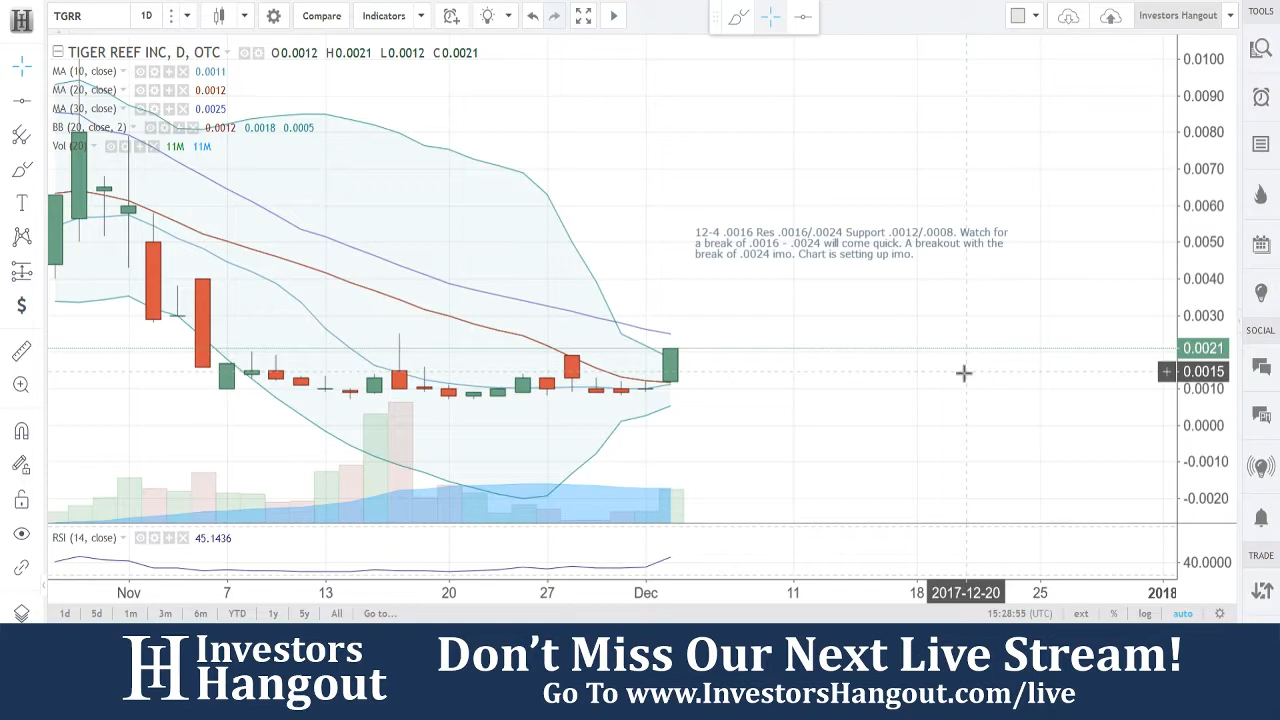 TGRR
1D
Compare
Indicators
Investors Hangout
TOOLS
TIGER REEF INC, D, OTC
O0.0012 H0.0021 L0.0012 C0.0021
MA (10, close) 0.0011
MA (20, close) 0.0012
MA (30, close) 0.0025
BB (20, close, 2) 0.0012 0.0018 0.0005
Vol (20) 11M 11M
12-4 .0016 Res .0016/.0024 Support .0012/.0008. Watch for
a break of .0016 - .0024 will come quick. A breakout with the
break of .0024 imo. Chart is setting up imo.
0.0100
0.0090
0.0080
0.0070
0.0060
0.0050
0.0040
0.0030
0.0021
0.0015
0.0010
0.0000
-0.0010
-0.0020
SOCIAL
RSI (14, close) 45.1436
40.0000
TRADE
Nov 7 13 20 27 Dec 11 18 2017-12-20 25 2018
1d 5d 1m 3m 6m YTD 1y 5y All Go to...
15:28:55 (UTC) ext % log auto
Investors
Hangout
Don't Miss Our Next Live Stream!
Go To www.InvestorsHangout.com/live